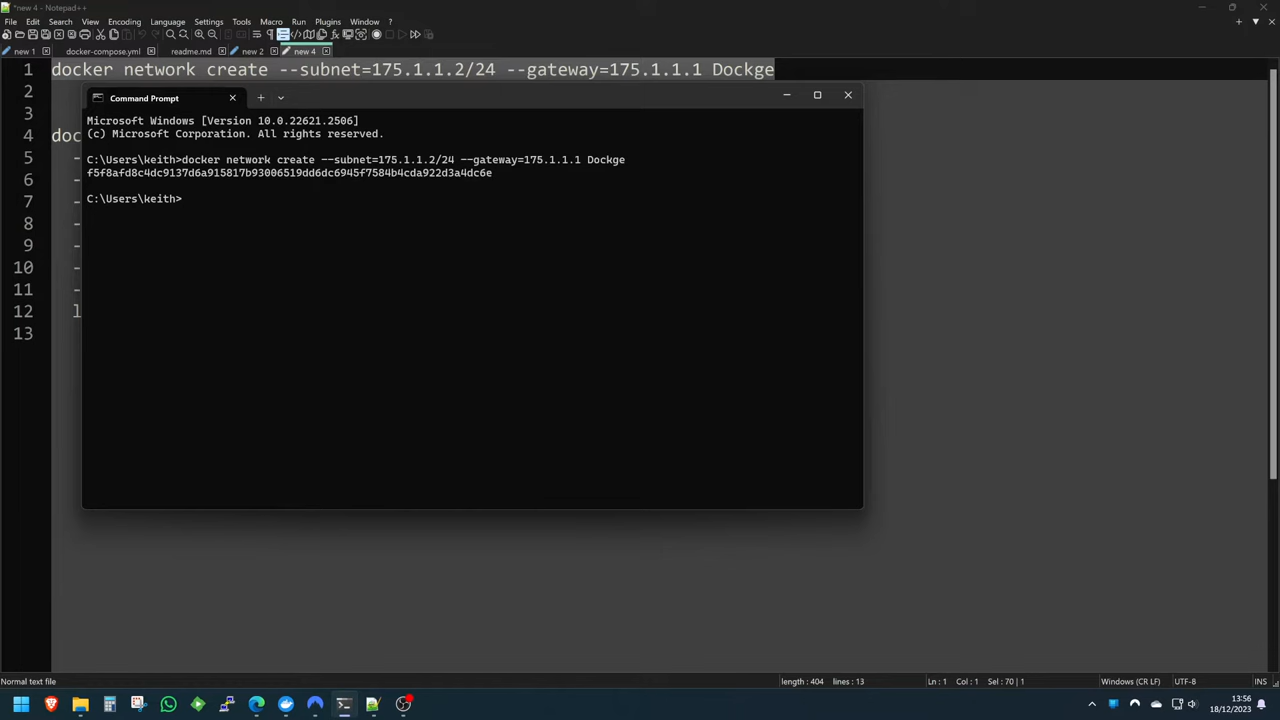 *new 4 - Notepad++
File Edit Search View Encoding Language Settings Tools Macro Run Plugins Window ?
new 1 docker-compose.yml readme.md new 2 new 4
1 docker network create --subnet=175.1.1.2/24 --gateway=175.1.1.1 Dockge
2
3
4 doc
5 -
6 -
7 -
8 -
9 -
10 -
11 -
12 l
13
Command Prompt
Microsoft Windows [Version 10.0.22621.2506]
(c) Microsoft Corporation. All rights reserved.
C:\Users\keith>docker network create --subnet=175.1.1.2/24 --gateway=175.1.1.1 Dockge
f5f8afd8c4dc9137d6a915817b93006519dd6dc6945f7584b4cda922d3a4dc6e
C:\Users\keith>
Normal text file length : 404 lines : 13 Ln : 1 Col : 1 Sel : 70 | 1 Windows (CR LF) UTF-8 INS
13:56
18/12/2023